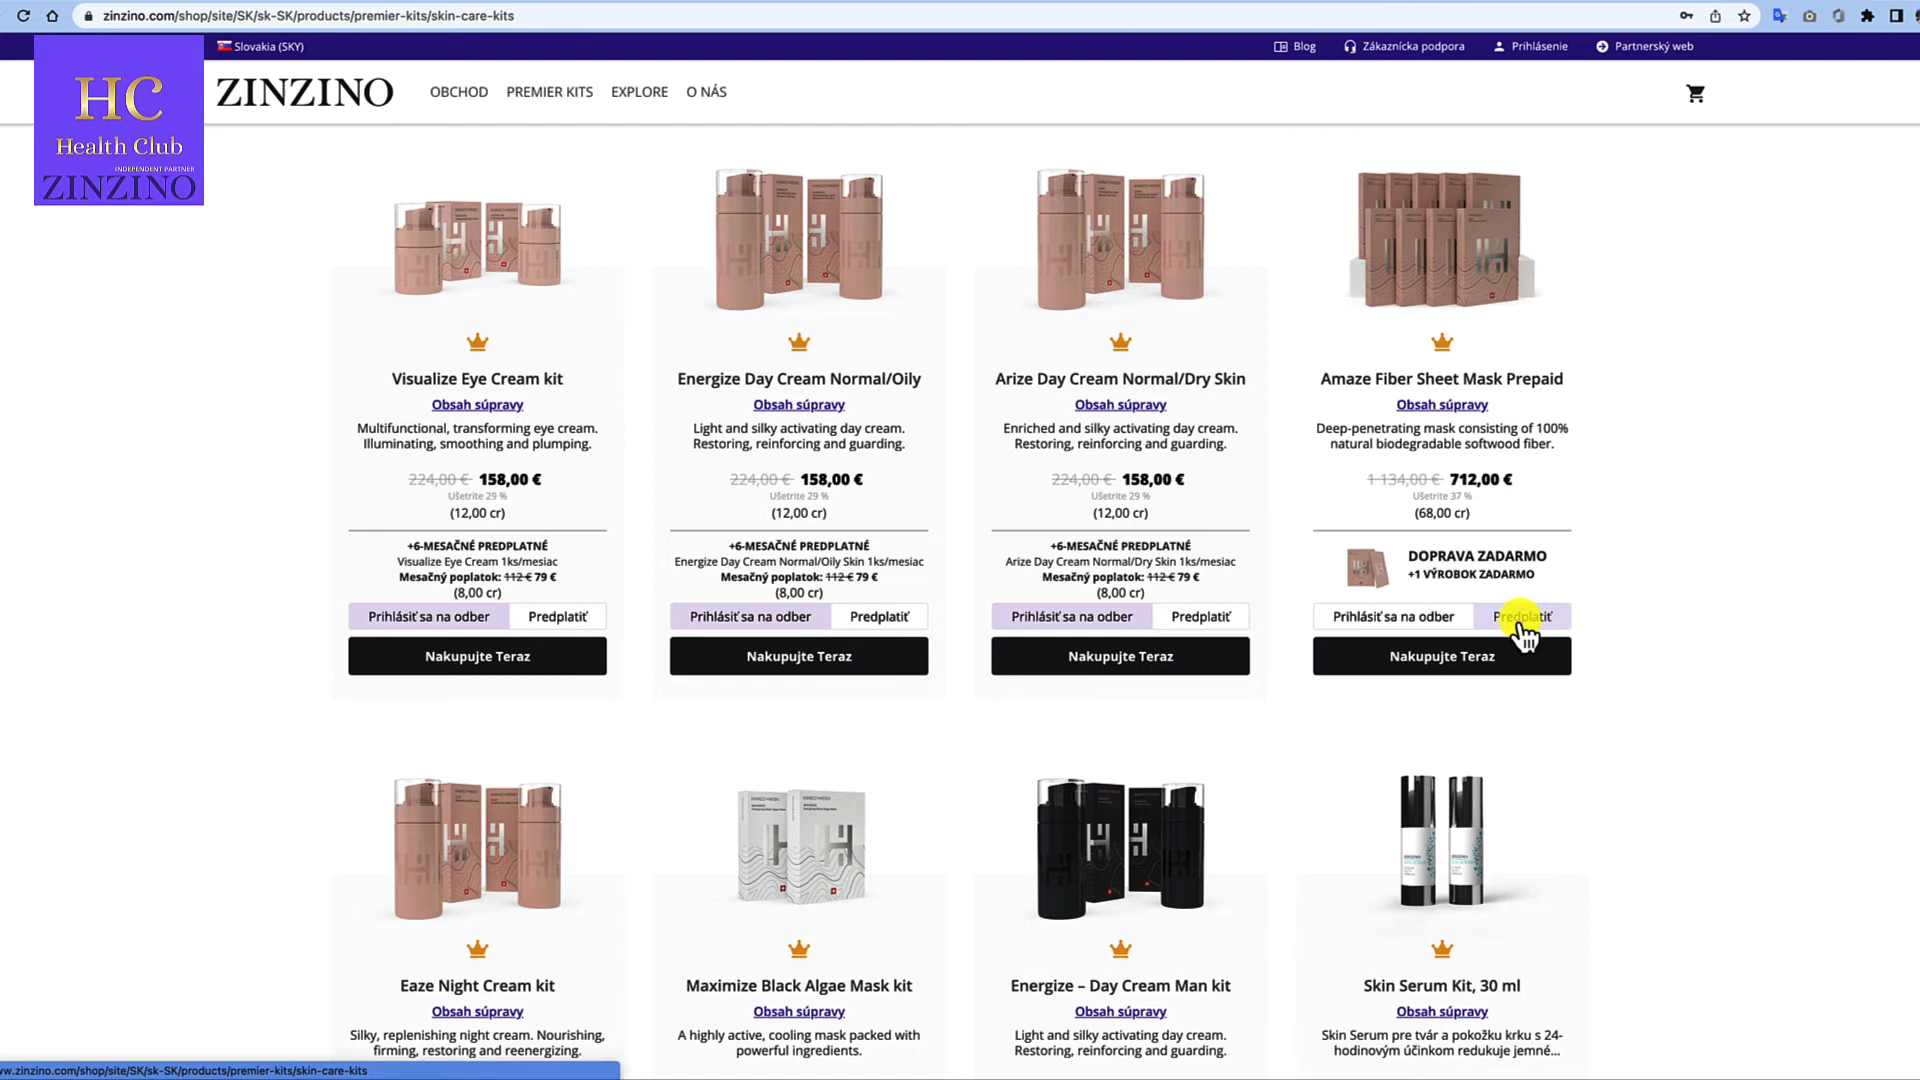 zinzino.com/shop/site/SK/sk-SK/products/premier-kits/skin-care-kits
Slovakia (SKY)
Blog
Zákaznícka podpora
Prihlásenie
Partnerský web
HC
Health Club
INDEPENDENT PARTNER
ZINZINO
ZINZINO
OBCHOD
PREMIER KITS
EXPLORE
O NÁS
Visualize Eye Cream kit
Obsah súpravy
Multifunctional, transforming eye cream.
Illuminating, smoothing and plumping.
224,00 € 158,00 €
Ušetrite 29 %
(12,00 cr)
+6-MESAČNÉ PREDPLATNÉ
Visualize Eye Cream 1ks/mesiac
Mesačný poplatok: 112 € 79 €
(8,00 cr)
Prihlásiť sa na odber
Predplatiť
Nakupujte Teraz
Energize Day Cream Normal/Oily
Obsah súpravy
Light and silky activating day cream.
Restoring, reinforcing and guarding.
224,00 € 158,00 €
Ušetrite 29 %
(12,00 cr)
+6-MESAČNÉ PREDPLATNÉ
Energize Day Cream Normal/Oily Skin 1ks/mesiac
Mesačný poplatok: 112 € 79 €
(8,00 cr)
Prihlásiť sa na odber
Predplatiť
Nakupujte Teraz
Arize Day Cream Normal/Dry Skin
Obsah súpravy
Enriched and silky activating day cream.
Restoring, reinforcing and guarding.
224,00 € 158,00 €
Ušetrite 29 %
(12,00 cr)
+6-MESAČNÉ PREDPLATNÉ
Arize Day Cream Normal/Dry Skin 1ks/mesiac
Mesačný poplatok: 112 € 79 €
(8,00 cr)
Prihlásiť sa na odber
Predplatiť
Nakupujte Teraz
Amaze Fiber Sheet Mask Prepaid
Obsah súpravy
Deep-penetrating mask consisting of 100%
natural biodegradable softwood fiber.
1 134,00 € 712,00 €
Ušetrite 37 %
(68,00 cr)
DOPRAVA ZADARMO
+1 VÝROBOK ZADARMO
Prihlásiť sa na odber
Predplatiť
Nakupujte Teraz
Eaze Night Cream kit
Obsah súpravy
Silky, replenishing night cream. Nourishing,
firming, restoring and reenergizing.
Maximize Black Algae Mask kit
Obsah súpravy
A highly active, cooling mask packed with
powerful ingredients.
Energize – Day Cream Man kit
Obsah súpravy
Light and silky activating day cream.
Restoring, reinforcing and guarding.
Skin Serum Kit, 30 ml
Obsah súpravy
Skin Serum pre tvár a pokožku krku s 24-
hodinovým účinkom redukuje jemné...
w.zinzino.com/shop/site/SK/sk-SK/products/premier-kits/skin-care-kits